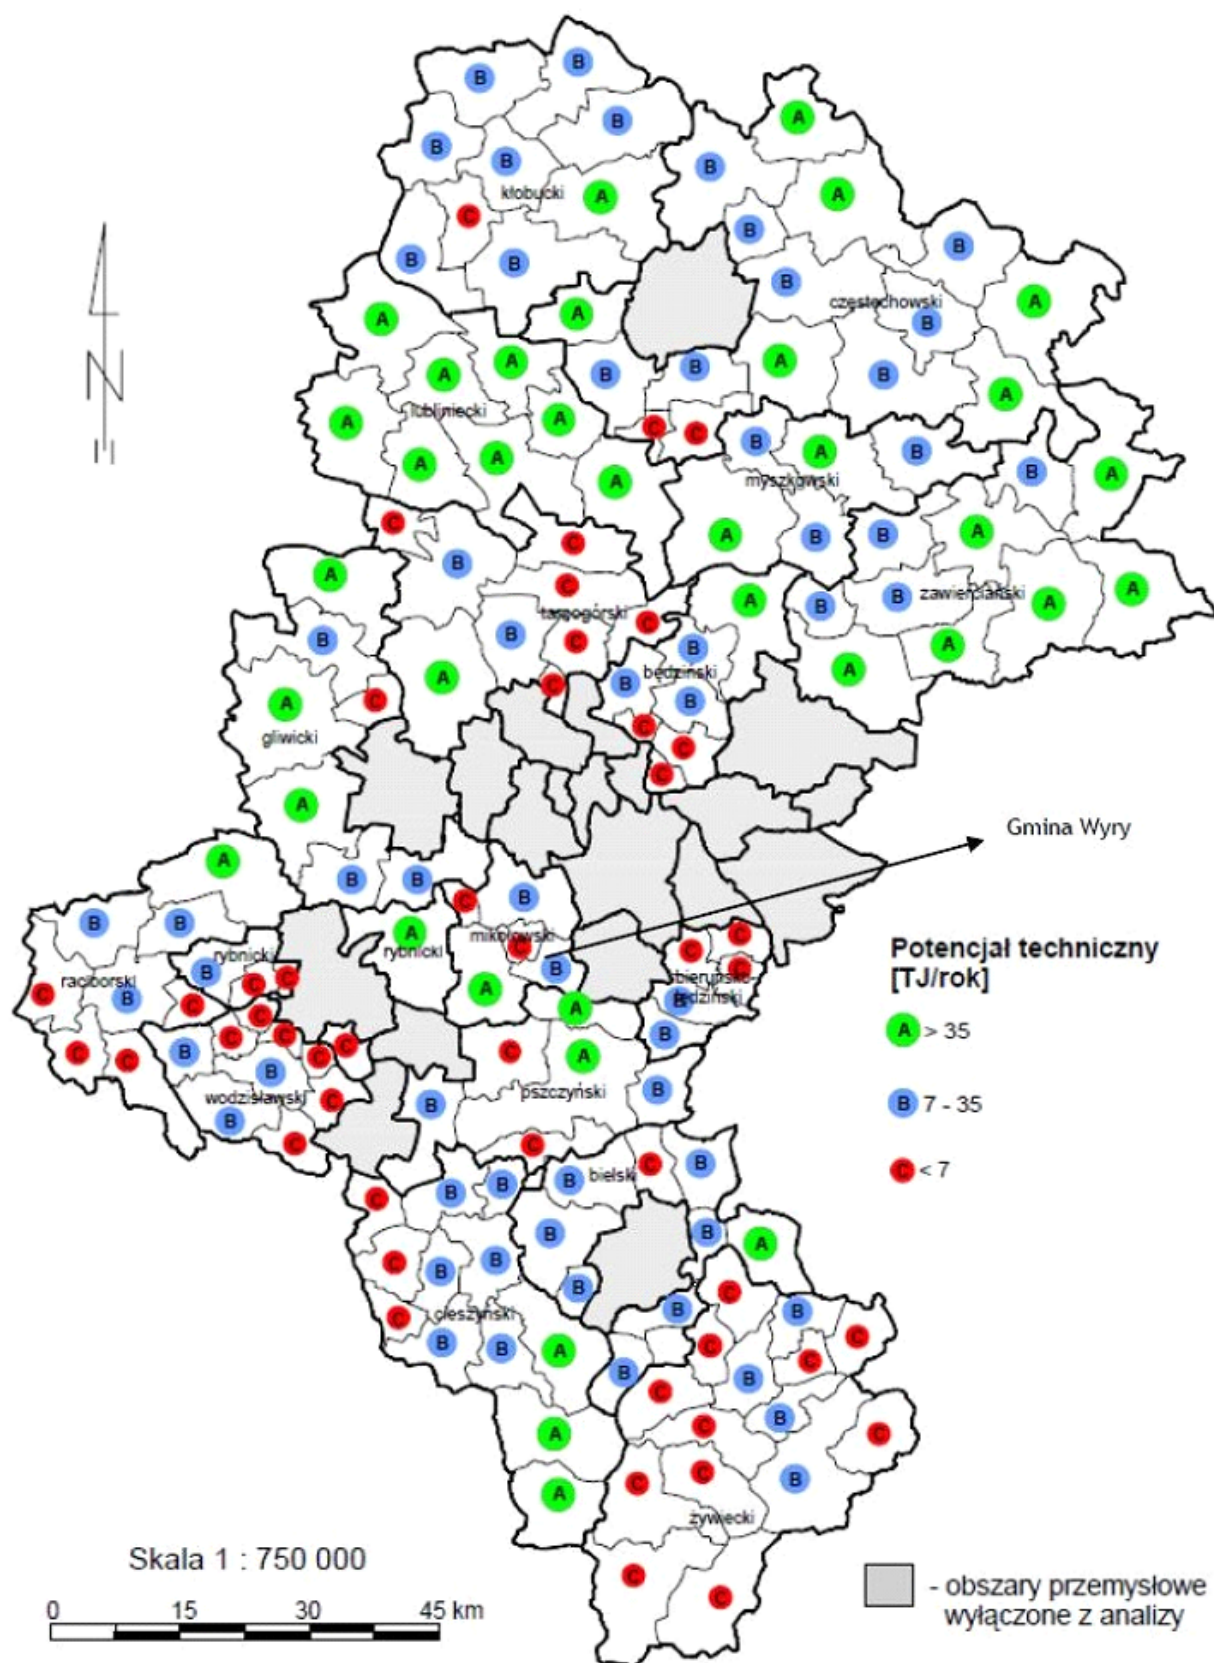 B
B
A
B
B
B
B
kłobucki
A
A
C
B
B
B
B
B
B
A
A
A
częstochowski
B
A
A
B
B
A
B
A
A
lubliniecki
A
A
C
C
B
A
B
A
A
A
myszkowski
B
A
C
B
A
B
B
A
C
A
C
tarnogórski
B
C
A
B
B
zawierciański
A
A
B
C
B
będziński
A
A
A
B
B
C
A
C
gliwicki
C
C
C
A
Gmina Wyry
A
B
B
C
B
B
B
A
rybnicki
mikołowski
C
C
C
raciborski
rybnicki
B
C
C
B
C
C
B
C
A
A
bieruńsko-
lędziński
B
B
Potencjał techniczny
[TJ/rok]
A > 35
B 7 - 35
C < 7
C
C
C
C
B
C
C
C
C
B
wodzisławski
C
B
C
B
C
A
pszczyński
B
C
B
B
B
bielski
C
B
C
C
B
B
B
B
A
B
cieszyński
C
B
B
A
A
A
B
B
C
B
C
C
C
B
C
B
C
B
C
C
C
B
żywiecki
C
C
N
Skala 1 : 750 000
0 15 30 45 km
- obszary przemysłowe
wyłączone z analizy